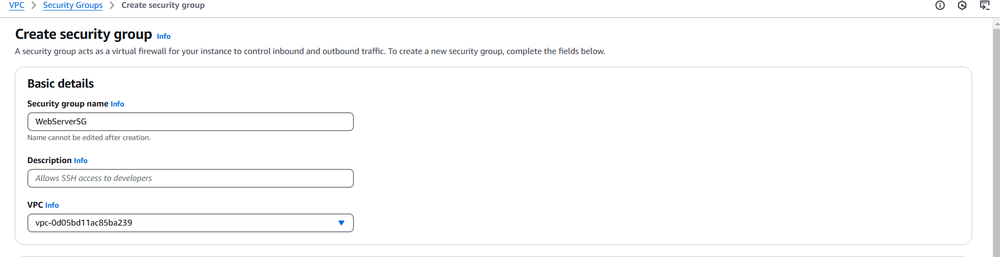 VPC > Security Groups > Create security group
Create security group Info
A security group acts as a virtual firewall for your instance to control inbound and outbound traffic. To create a new security group, complete the fields below.
Basic details
Security group name Info
WebServerSG
Name cannot be edited after creation.
Description Info
Allows SSH access to developers
VPC Info
vpc-0d05bd11ac85ba239